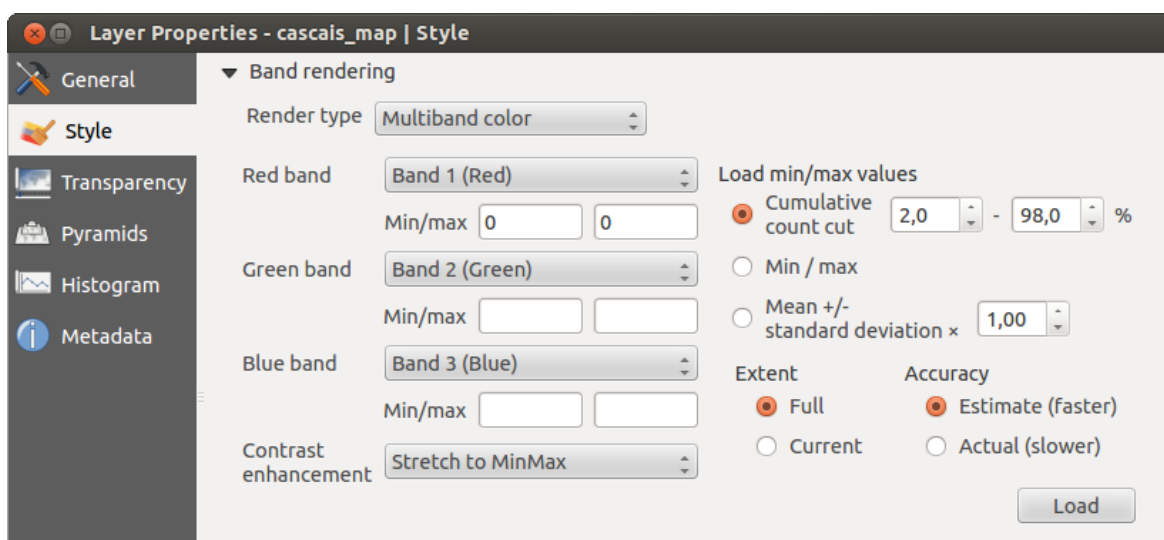 Layer Properties - cascais_map | Style
General
Style
Transparency
Pyramids
Histogram
Metadata
Band rendering
Render type Multiband color
Red band Band 1 (Red)
Min/max 0 0
Green band Band 2 (Green)
Min/max
Blue band Band 3 (Blue)
Min/max
Contrast
enhancement Stretch to MinMax
Load min/max values
Cumulative
count cut 2,0 - 98,0 %
Min / max
Mean +/-
standard deviation × 1,00
Extent Accuracy
Full Estimate (faster)
Current Actual (slower)
Load